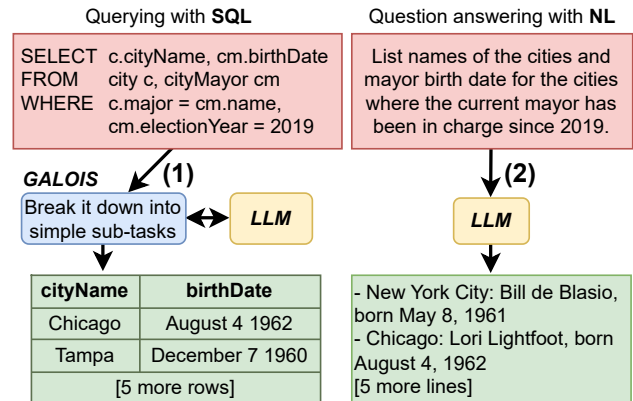 Querying with SQL
SELECT c.cityName, cm.birthDate
FROM city c, cityMayor cm
WHERE c.major = cm.name,
cm.electionYear = 2019
(1)
GALOIS
Break it down into
simple sub-tasks
LLM
cityName birthDate
Chicago August 4 1962
Tampa December 7 1960
[5 more rows]
Question answering with NL
List names of the cities and
mayor birth date for the cities
where the current mayor has
been in charge since 2019.
(2)
LLM
- New York City: Bill de Blasio,
born May 8, 1961
- Chicago: Lori Lightfoot, born
August 4, 1962
[5 more lines]